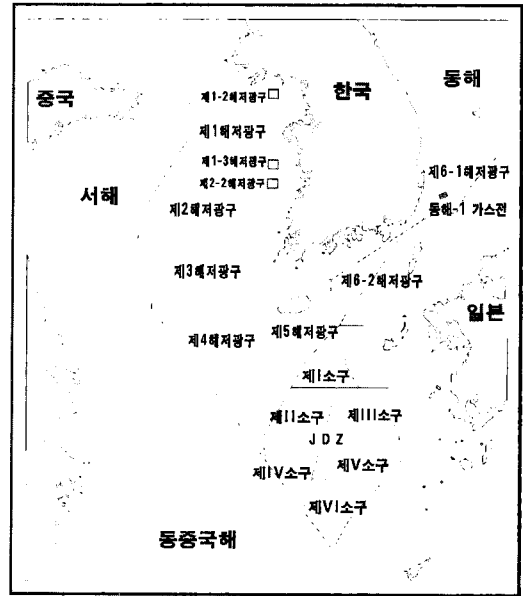 동해
한국
중국
제1-2해저광구
제1해저광구
제1-3해저광구
제6-1해저광구
제2-2해저광구
서해
제2해저광구
동해-1 가스전
제3해저광구
제6-2해저광구
일본
제5해저광구
제4해저광구
제I소구
제II소구
제III소구
JDZ
제IV소구
제V소구
제VI소구
동중국해